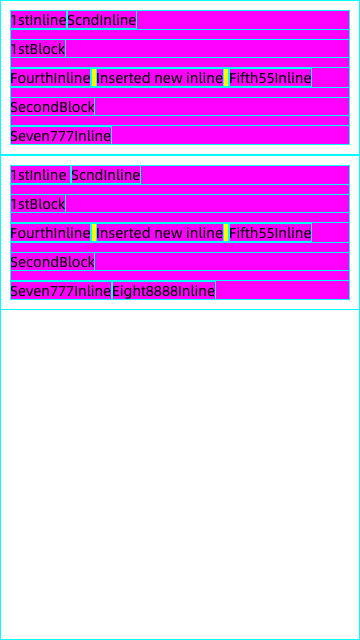 1stInlineScndInline
1stBlock
FourthInline Inserted new inline Fifth55Inline
SecondBlock
Seven777Inline
1stInline ScndInline
1stBlock
FourthInline Inserted new inline Fifth55Inline
SecondBlock
Seven777InlineEight8888Inline